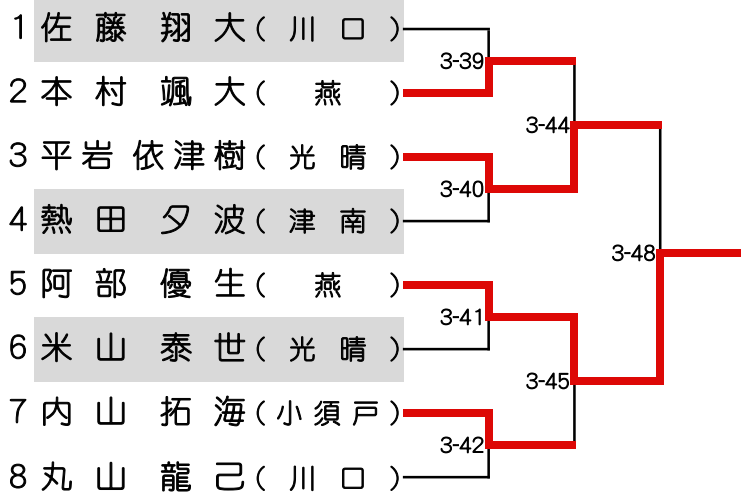 1 佐藤 翔大(川口)
2 本村 颯大(燕)
3 平岩 依津樹(光晴)
4 熱田 夕波(津南)
5 阿部 優生(燕)
6 米山 泰世(光晴)
7 内山 拓海(小須戸)
8 丸山 龍己(川口)
3-39
3-40
3-41
3-42
3-44
3-45
3-48